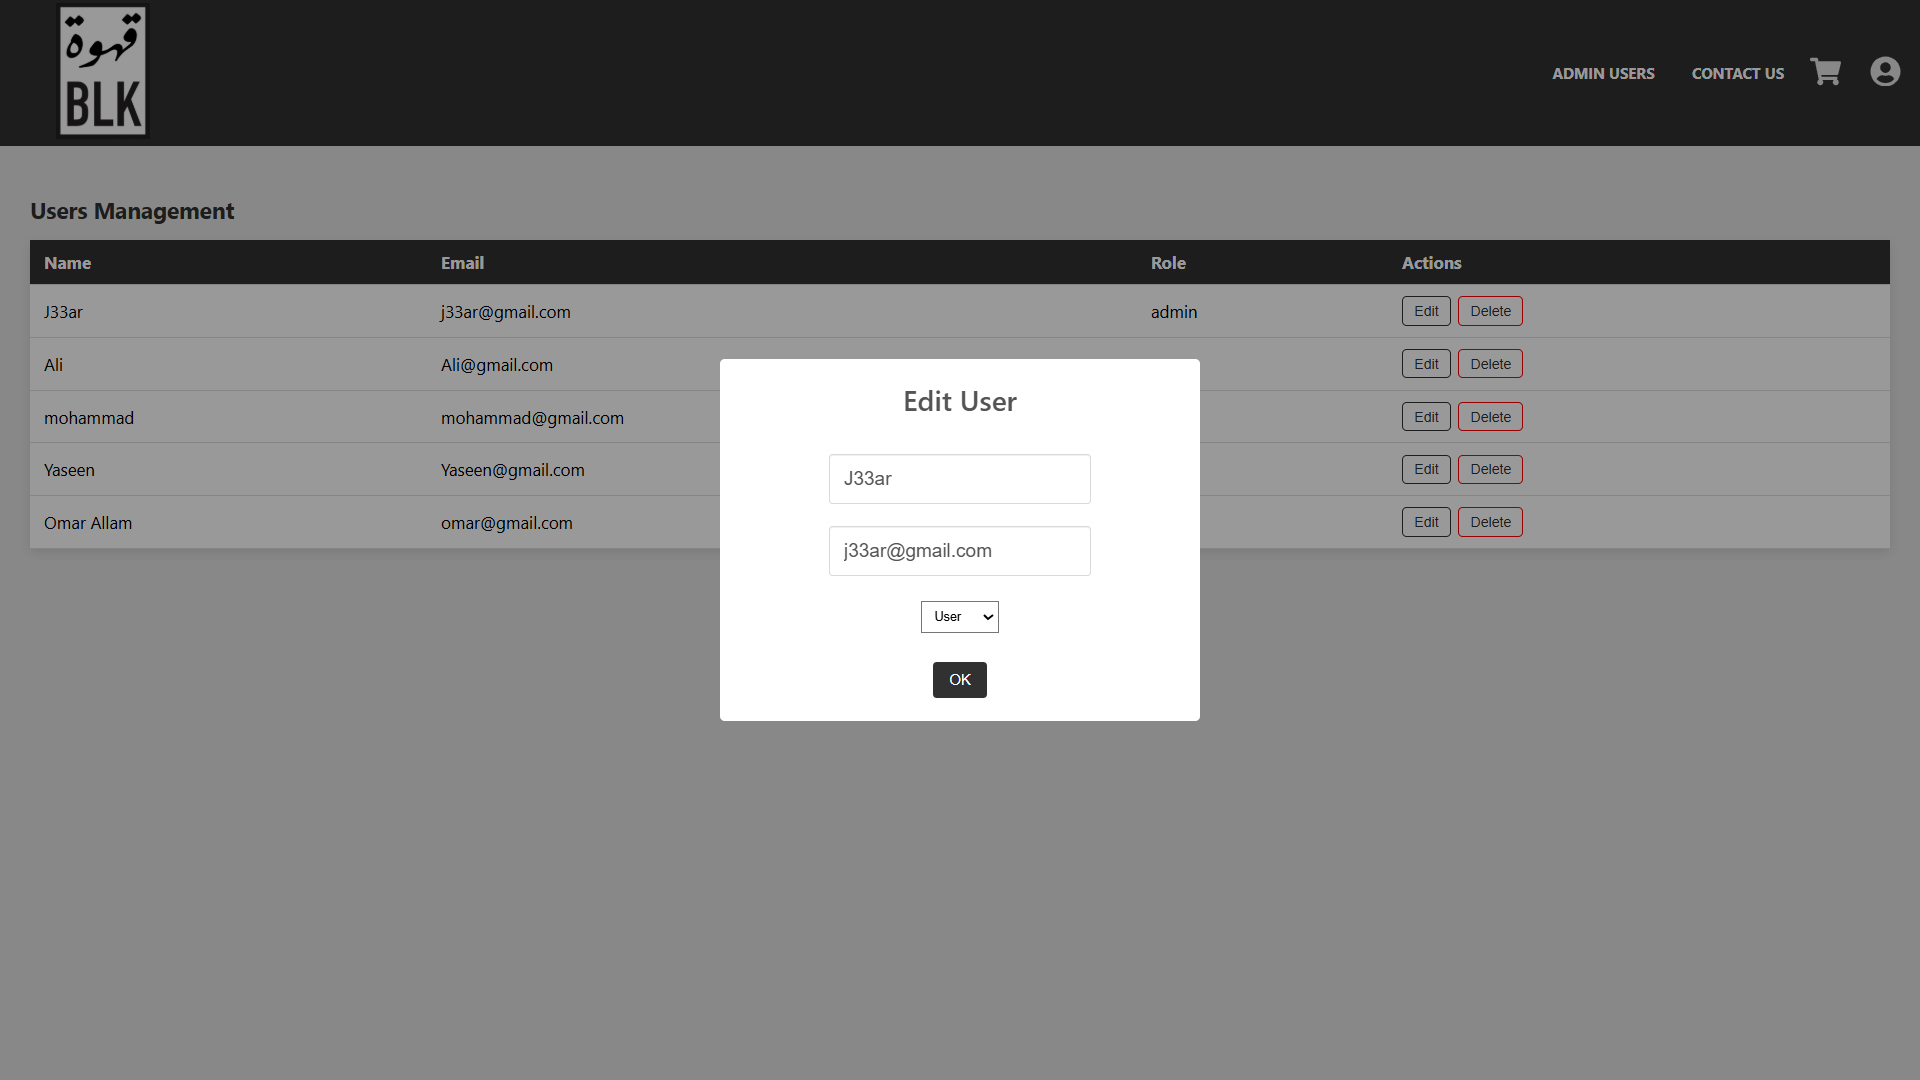 قهوة
BLK
ADMIN USERS
CONTACT US
Users Management
Name Email Role Actions
J33ar j33ar@gmail.com admin Edit Delete
Ali Ali@gmail.com Edit Delete
mohammad mohammad@gmail.com Edit Delete
Yaseen Yaseen@gmail.com Edit Delete
Omar Allam omar@gmail.com Edit Delete
Edit User
J33ar
j33ar@gmail.com
User
OK